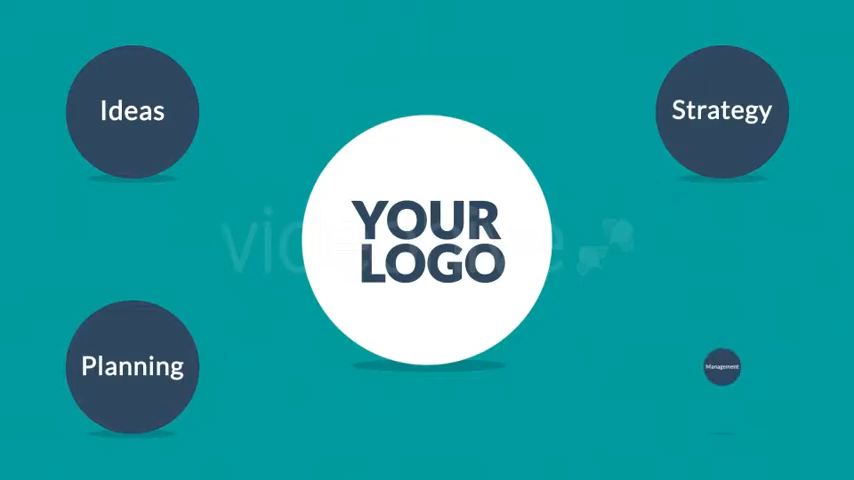 Ideas
Strategy
YOUR
LOGO
Planning
Management